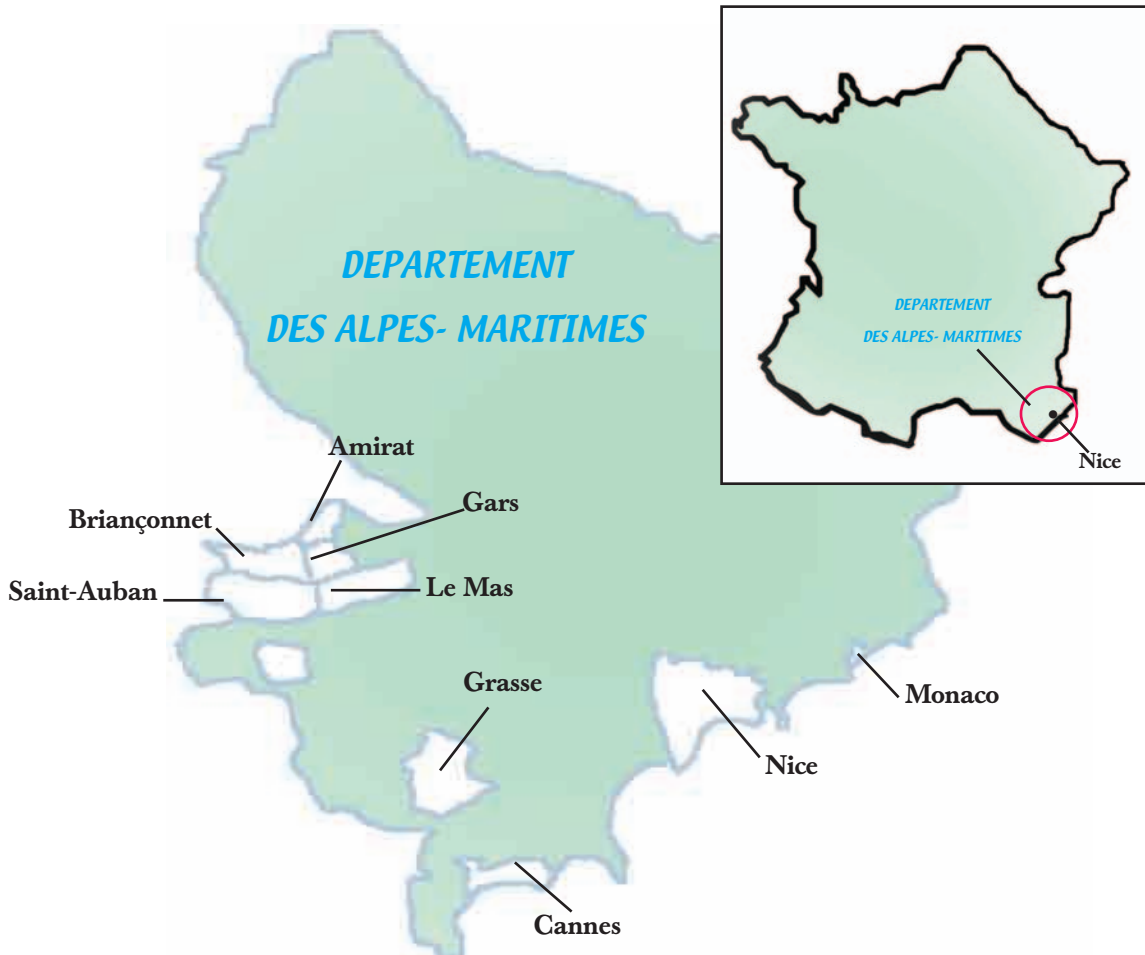 DEPARTEMENT
DES ALPES- MARITIMES
DEPARTEMENT
DES ALPES- MARITIMES
Nice
Amirat
Gars
Briançonnet
Saint-Auban
Le Mas
Grasse
Monaco
Nice
Cannes